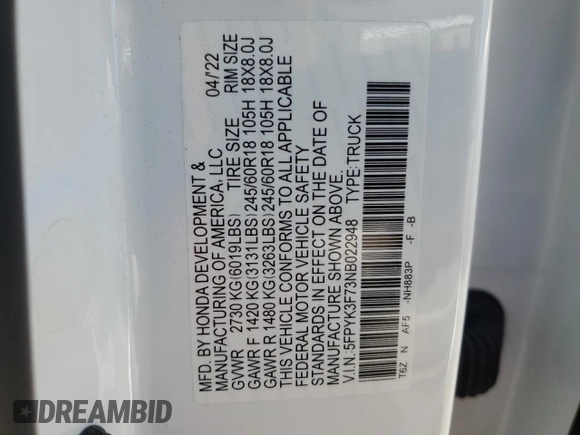 MFD. BY HONDA DEVELOPMENT &
MANUFACTURING OF AMERICA, LLC 04/'22
GVWR 2730 KG(6019LBS) TIRE SIZE RIM SIZE
GAWR F 1420 KG(3131LBS)245/60R18 105H 18X8.0J
GAWR R 1480 KG(3263LBS)245/60R18 105H 18X8.0J
THIS VEHICLE CONFORMS TO ALL APPLICABLE
FEDERAL MOTOR VEHICLE SAFETY
STANDARDS IN EFFECT ON THE DATE OF
MANUFACTURE SHOWN ABOVE.
V.I.N.:5FPYK3F73NB022948 TYPE:TRUCK
T6Z N AF5 -NH883P -F -B
DREAMBID